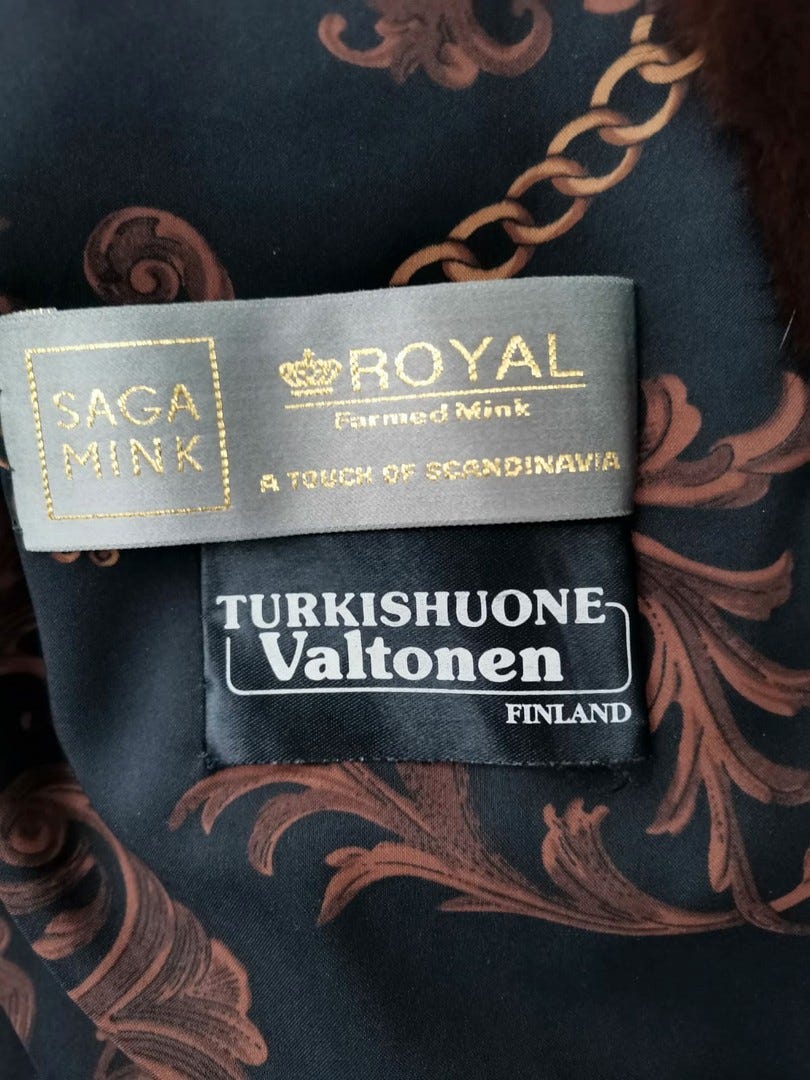 SAGA
MINK
ROYAL
Farmed Mink
A TOUCH OF SCANDINAVIA
TURKISHUONE
Valtonen
FINLAND